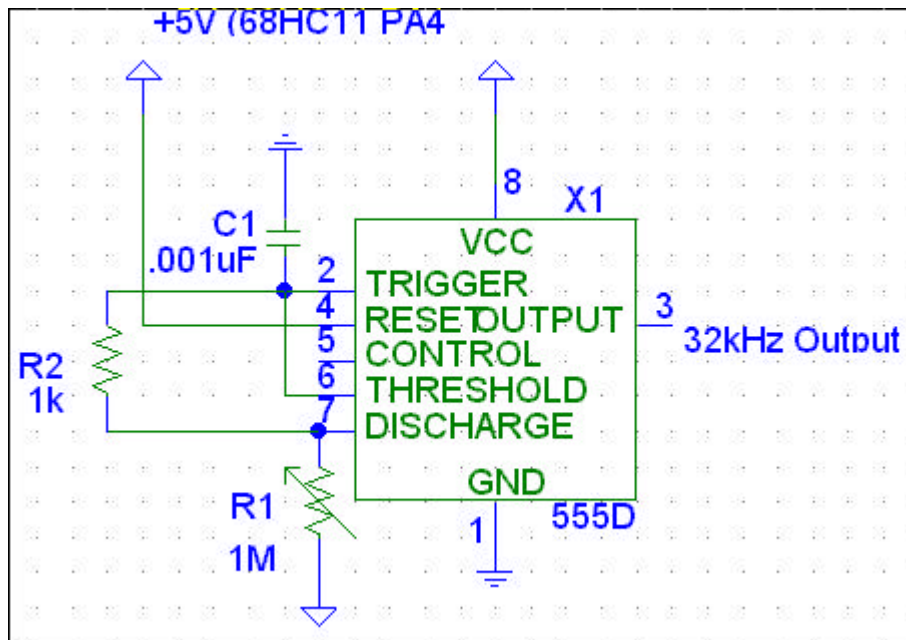 +5V (68HC11 PA4
8
X1
C1
.001uF
VCC
2
TRIGGER
4
RESET
OUTPUT
3
32kHz Output
5
CONTROL
R2
1k
6
THRESHOLD
7
DISCHARGE
R1
1M
GND
1
555D